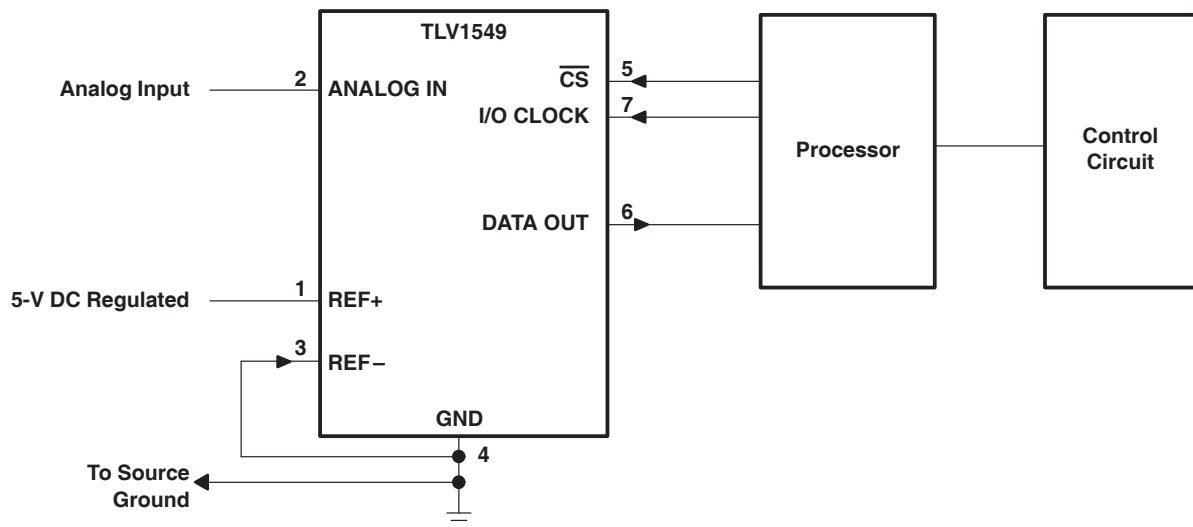 TLV1549
Analog Input
2
ANALOG IN
CS
5
I/O CLOCK
7
DATA OUT
6
Processor
Control
Circuit
5-V DC Regulated
1
REF+
3
REF−
GND
4
To Source
Ground